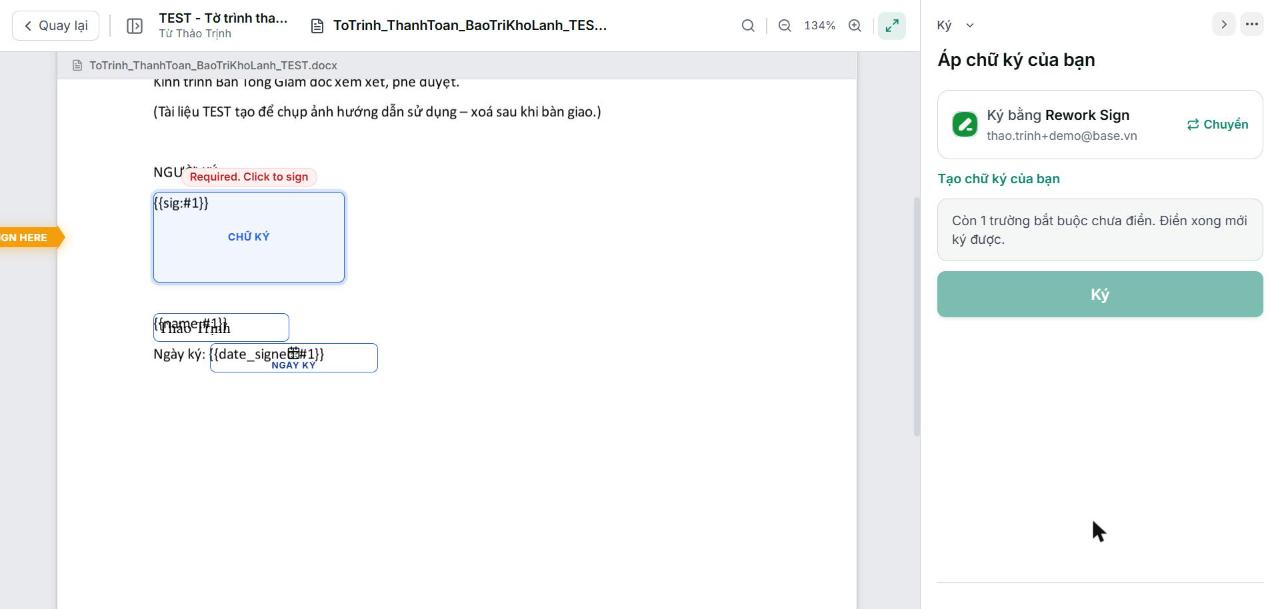 Quay lại
TEST - Tờ trình tha...
Từ Thảo Trịnh
ToTrinh_ThanhToan_BaoTriKhoLanh_TES...
134%
ToTrinh_ThanhToan_BaoTriKhoLanh_TEST.docx
Kính trình Ban Tổng Giám đốc xem xét, phê duyệt.
(Tài liệu TEST tạo để chụp ảnh hướng dẫn sử dụng – xoá sau khi bàn giao.)
NGƯỜI KÝ
Required. Click to sign
{{sig:#1}}
CHỮ KÝ
IGN HERE
{{name:#1}}
Thảo Trịnh
Ngày ký: {{date_signed:#1}}
NGÀY KÝ
Ký
Áp chữ ký của bạn
Ký bằng Rework Sign
thao.trinh+demo@base.vn
Chuyển
Tạo chữ ký của bạn
Còn 1 trường bắt buộc chưa điền. Điền xong mới
ký được.
Ký